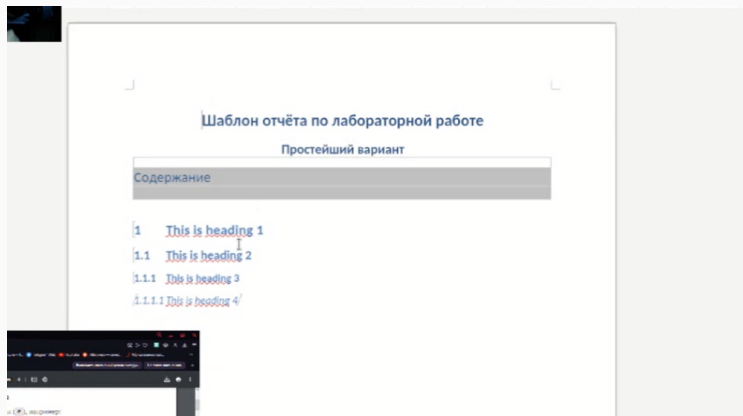 Шаблон отчёта по лабораторной работе
Простейший вариант
Содержание
1 This is heading 1
1.1 This is heading 2
1.1.1 This is heading 3
1.1.1.1 This is heading 4
YouTube